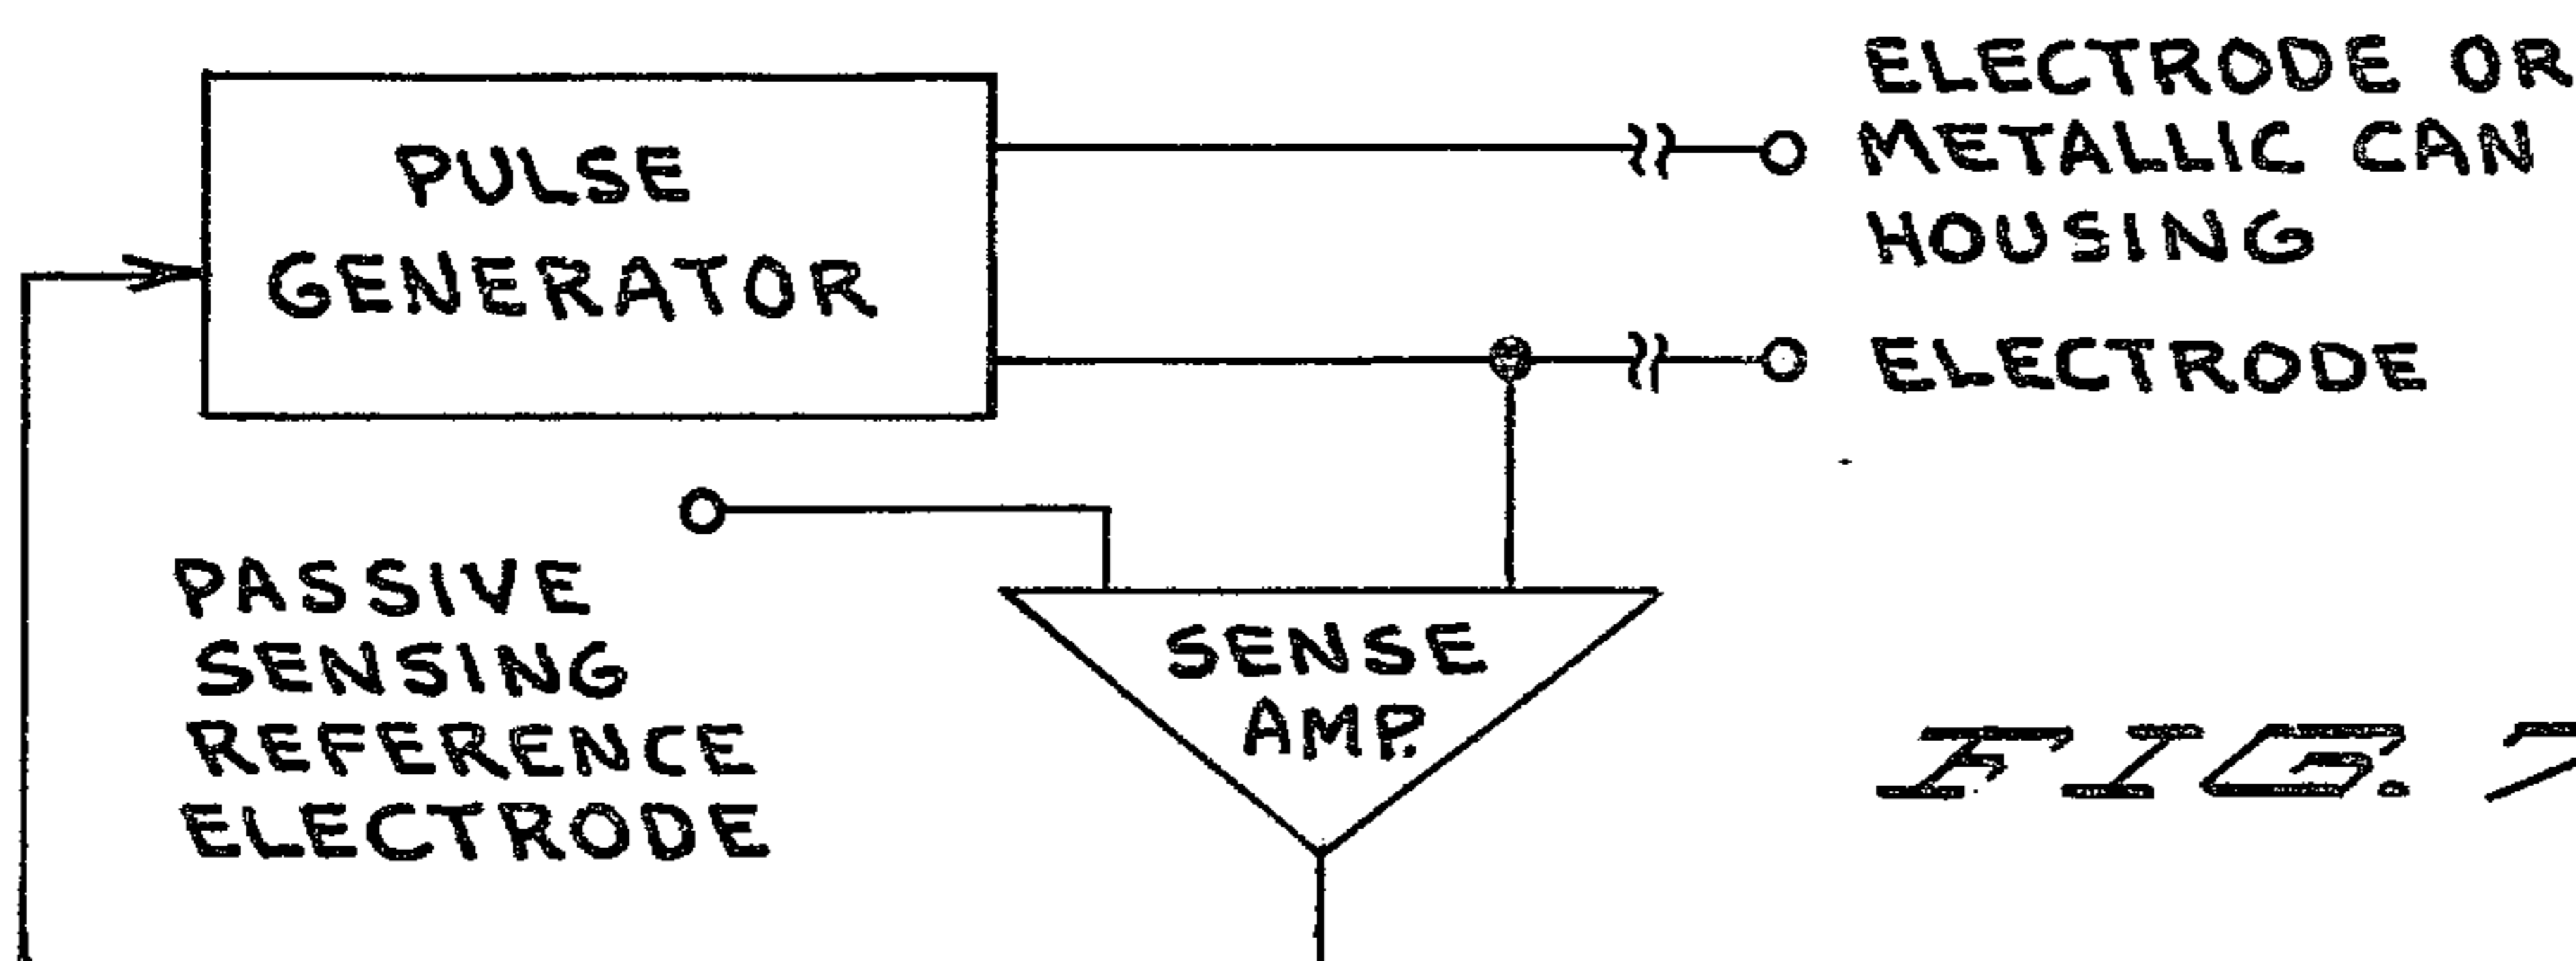 PULSE
GENERATOR
ELECTRODE OR
METALLIC CAN
HOUSING
ELECTRODE
PASSIVE
SENSING
REFERENCE
ELECTRODE
SENSE
AMP.
FIG. 7